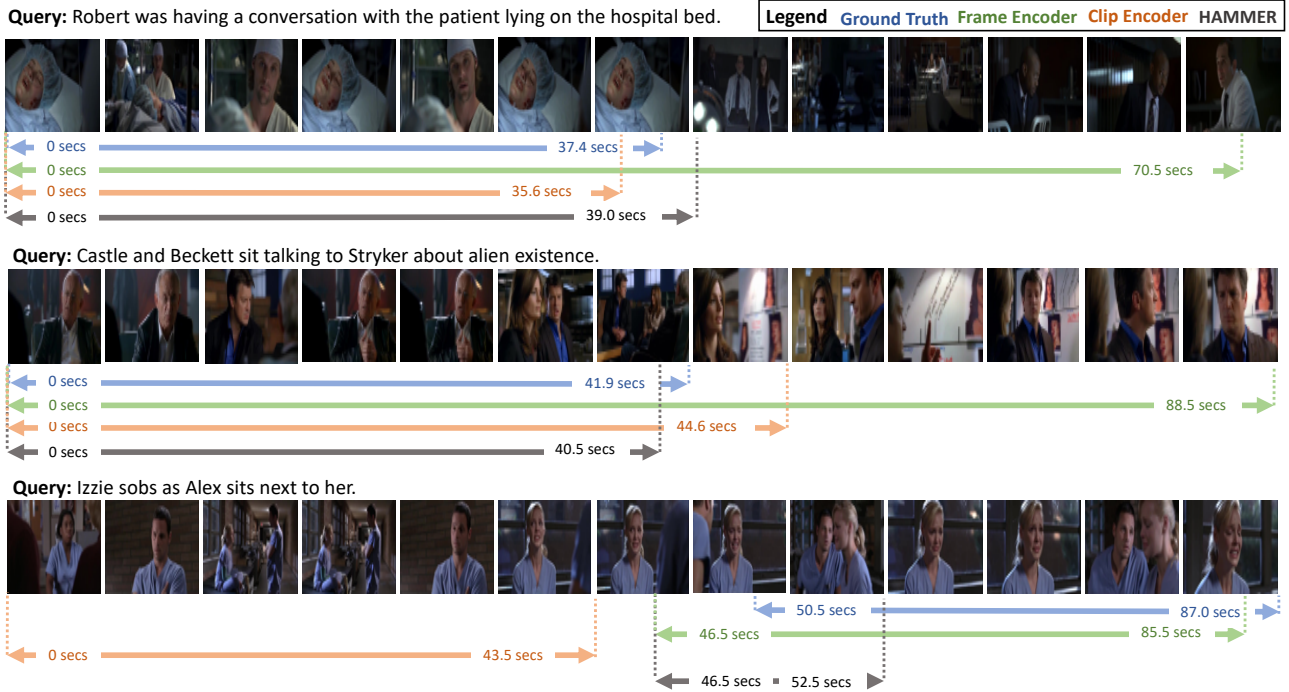 Query: Robert was having a conversation with the patient lying on the hospital bed.
Legend Ground Truth Frame Encoder Clip Encoder HAMMER
0 secs 37.4 secs
0 secs 70.5 secs
0 secs 35.6 secs
0 secs 39.0 secs
Query: Castle and Beckett sit talking to Stryker about alien existence.
0 secs 41.9 secs
0 secs 88.5 secs
0 secs 44.6 secs
0 secs 40.5 secs
Query: Izzie sobs as Alex sits next to her.
50.5 secs 87.0 secs
46.5 secs 85.5 secs
0 secs 43.5 secs
46.5 secs 52.5 secs